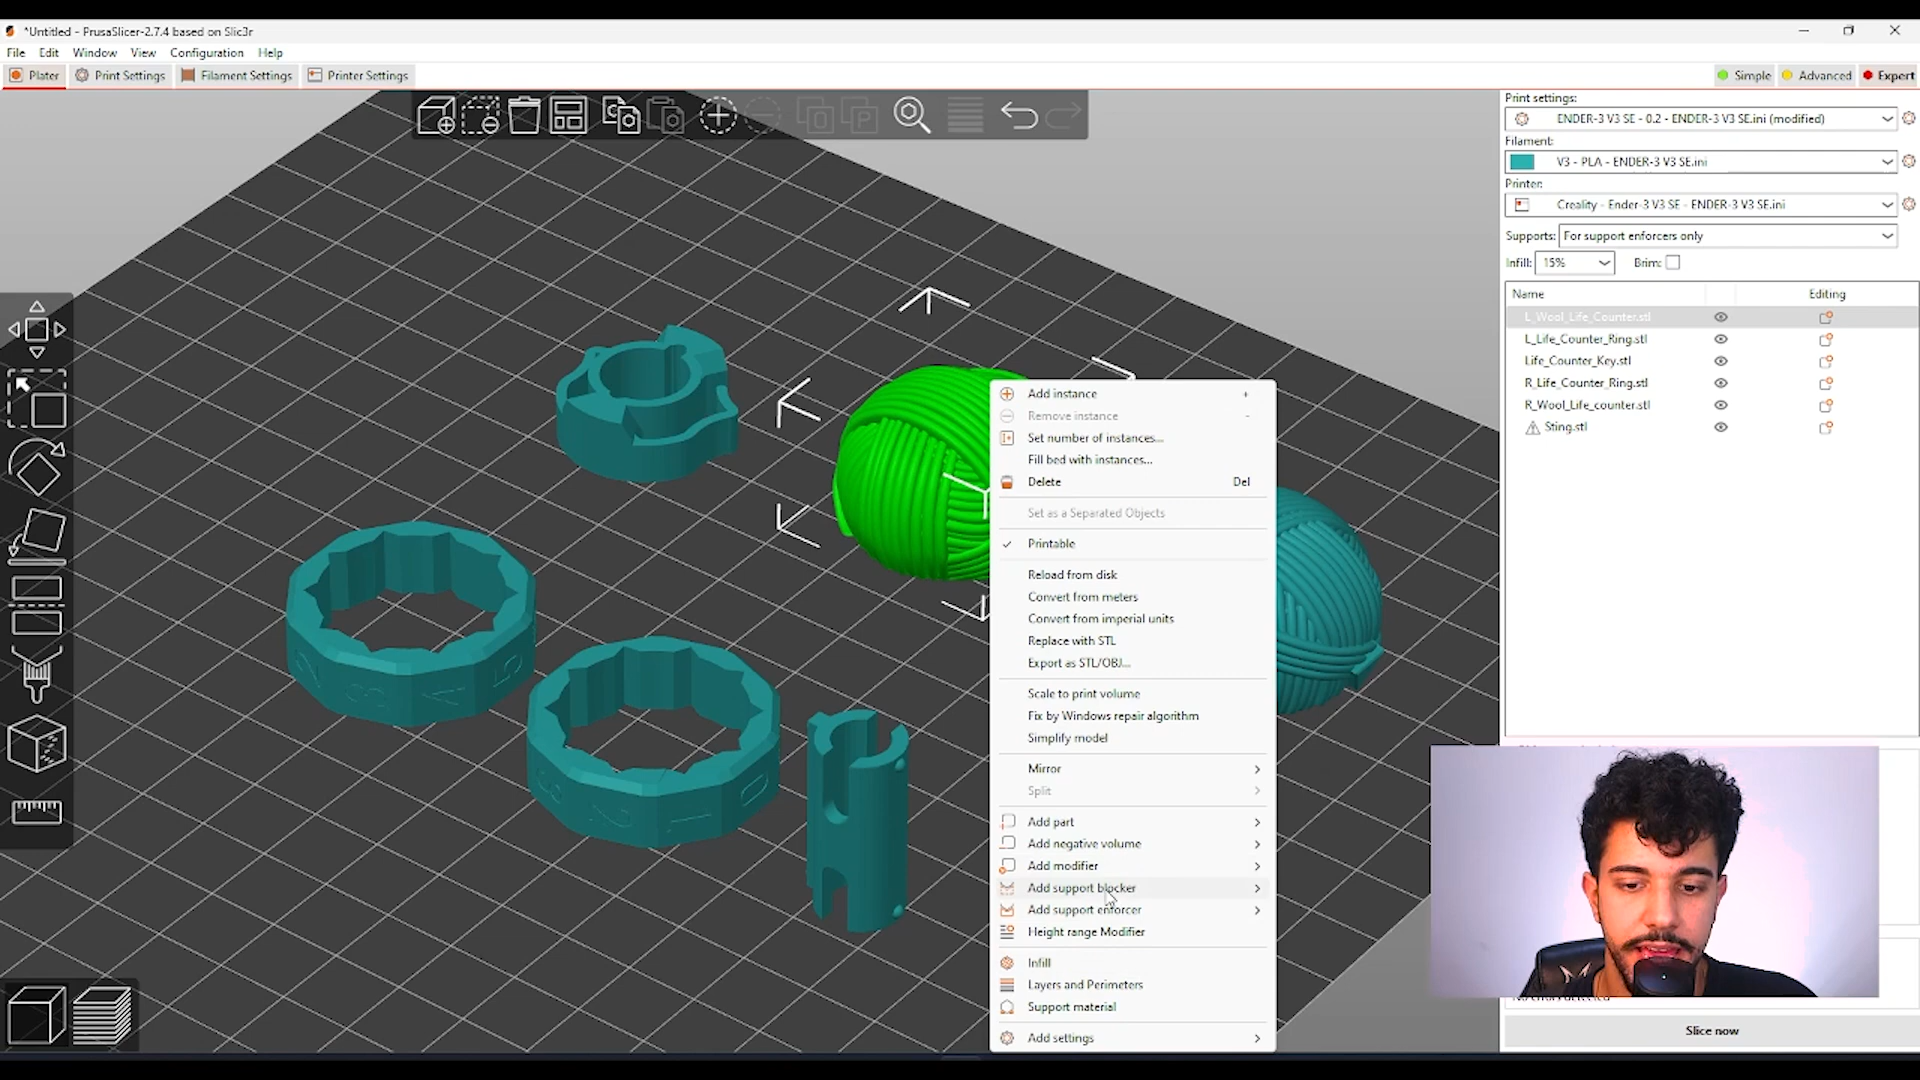 *Untitled - PrusaSlicer-2.7.4 based on Slic3r
File Edit Window View Configuration Help
Plater Print Settings Filament Settings Printer Settings
Simple Advanced Expert
Print settings:
ENDER-3 V3 SE - 0.2 - ENDER-3 V3 SE.ini (modified)
Filament:
V3 - PLA - ENDER-3 V3 SE.ini
Printer:
Creality - Ender-3 V3 SE - ENDER-3 V3 SE.ini
Supports: For support enforcers only
Infill: 15% Brim:
Name Editing
L_Wool_Life_Counter.stl
L_Life_Counter_Ring.stl
Life_Counter_Key.stl
R_Life_Counter_Ring.stl
R_Wool_Life_counter.stl
Sting.stl
Add instance +
Remove instance -
Set number of instances...
Fill bed with instances...
Delete Del
Set as a Separated Objects
Printable
Reload from disk
Convert from meters
Convert from imperial units
Replace with STL
Export as STL/OBJ...
Scale to print volume
Fix by Windows repair algorithm
Simplify model
Mirror
Split
Add part
Add negative volume
Add modifier
Add support blocker
Add support enforcer
Height range Modifier
Infill
Layers and Perimeters
Support material
Add settings
Slice now